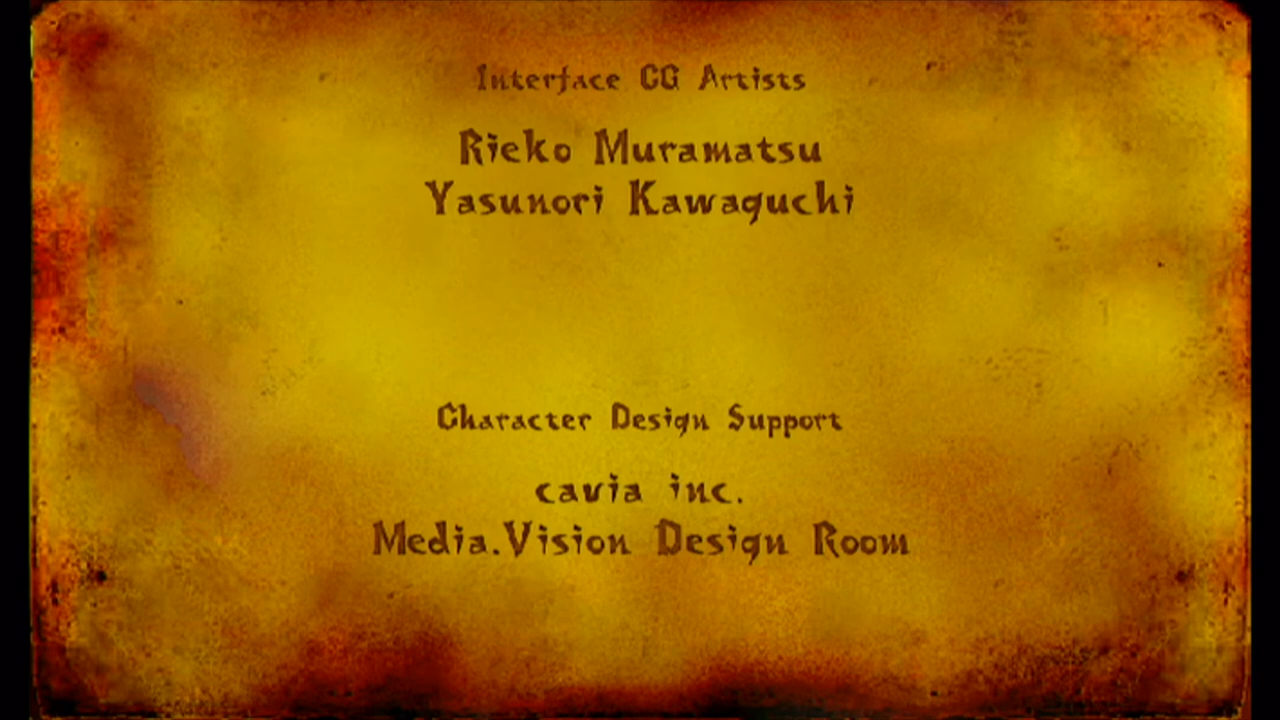 Interface CG Artists
Rieko Muramatsu
Yasunori Kawaguchi
Character Design Support
cavia inc.
Media.Vision Design Room